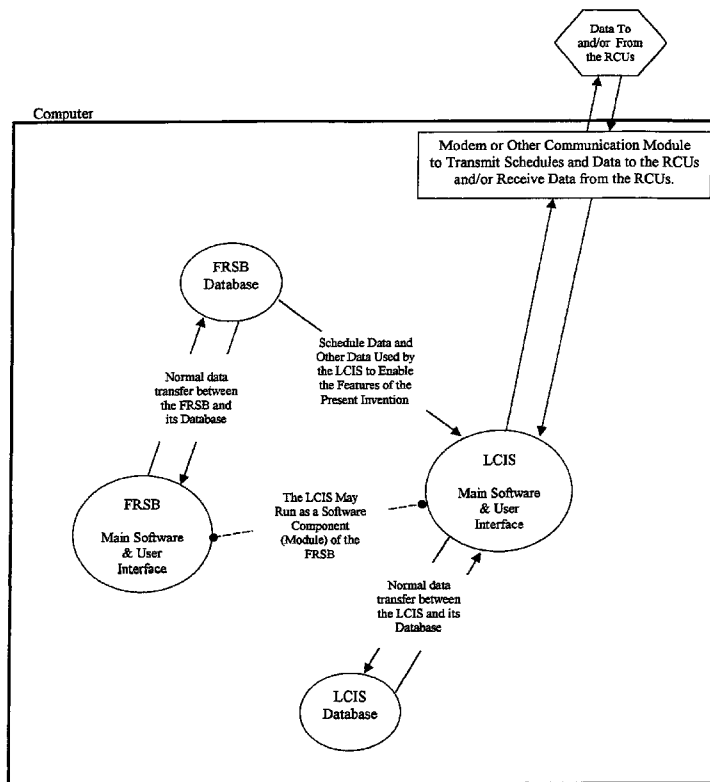 Data To
and/or From
the RCUs
Computer
Modem or Other Communication Module
to Transmit Schedules and Data to the RCUs
and/or Receive Data from the RCUs.
FRSB
Database
Schedule Data and
Other Data Used by
the LCIS to Enable
the Features of the
Present Invention
Normal data
transfer between
the FRSB and
its Database
LCIS
Main Software
& User
Interface
FRSB
Main Software
& User
Interface
The LCIS May
Run as a Software
Component
(Module) of the
FRSB
Normal data
transfer between
the LCIS and its
Database
LCIS
Database